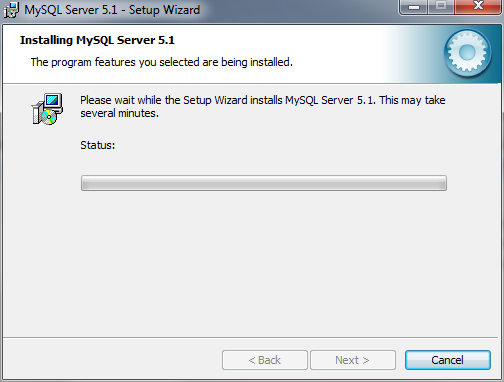 MySQL Server 5.1 - Setup Wizard
Installing MySQL Server 5.1
The program features you selected are being installed.
Please wait while the Setup Wizard installs MySQL Server 5.1. This may take
several minutes.
Status:
< Back
Next >
Cancel